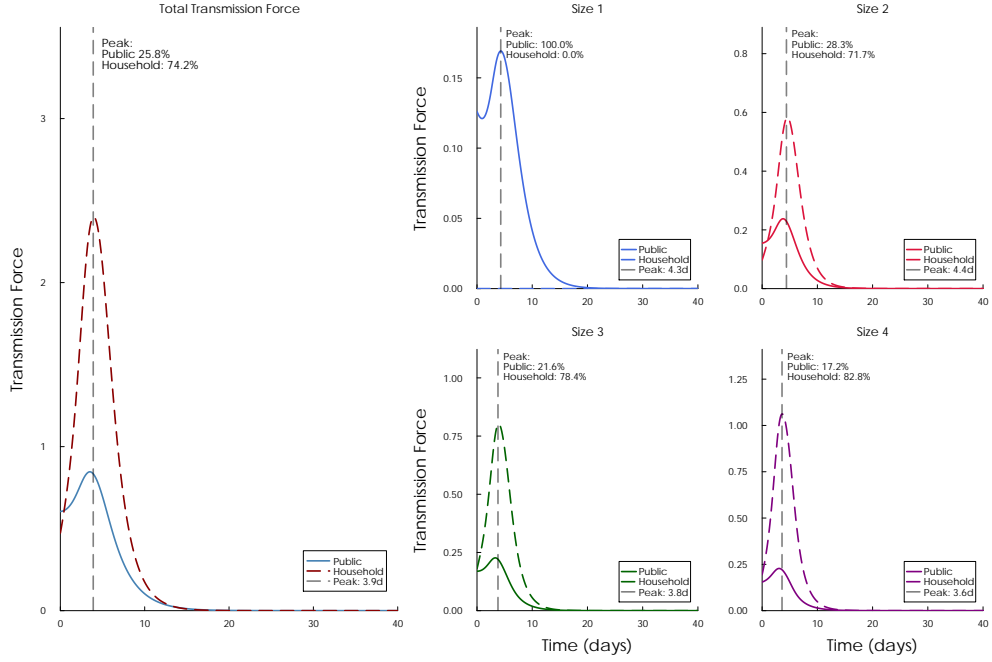 Total Transmission Force
Peak:
Public 25.8%
Household: 74.2%
Transmission Force
3
2
1
0
0
10
20
30
40
Public
Household
Peak: 3.9d
Size 1
Peak:
Public: 100.0%
Household: 0.0%
Transmission Force
0.15
0.10
0.05
0.00
0
10
20
30
40
Public
Household
Peak: 4.3d
Size 2
Peak:
Public: 28.3%
Household: 71.7%
0.8
0.6
0.4
0.2
0.0
0
10
20
30
40
Public
Household
Peak: 4.4d
Size 3
Peak:
Public: 21.6%
Household: 78.4%
Transmission Force
1.00
0.75
0.50
0.25
0.00
0
10
20
30
40
Public
Household
Peak: 3.8d
Time (days)
Size 4
Peak:
Public: 17.2%
Household: 82.8%
1.25
1.00
0.75
0.50
0.25
0.00
0
10
20
30
40
Public
Household
Peak: 3.6d
Time (days)